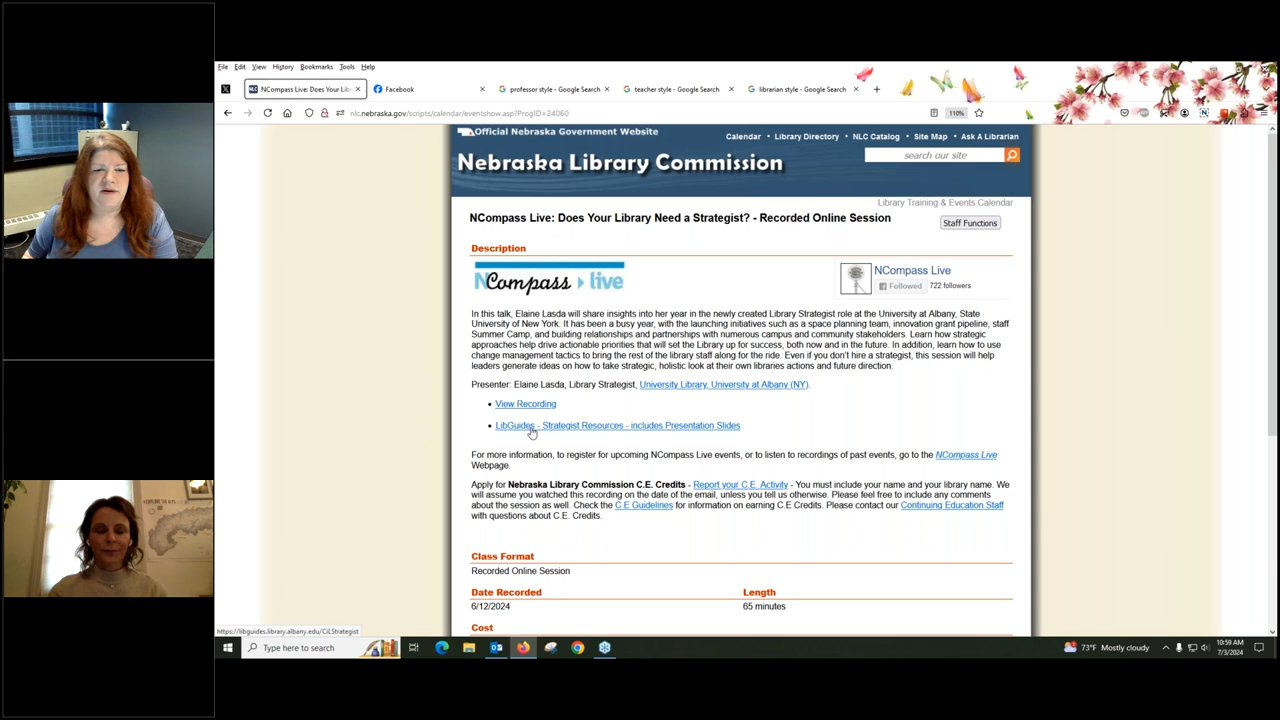 File Edit View History Bookmarks Tools Help
NCompass Live: Does Your Libr
Facebook
professor style - Google Search
teacher style - Google Search
librarian style - Google Search
nlc.nebraska.gov/scripts/calendar/eventshow.asp?ProgID=24060
110%
Official Nebraska Government Website
Calendar • Library Directory • NLC Catalog • Site Map • Ask A Librarian
Nebraska Library Commission
search our site
Library Training & Events Calendar
NCompass Live: Does Your Library Need a Strategist? - Recorded Online Session
Staff Functions
Description
NCompass live
NCompass Live
Followed 722 followers
In this talk, Elaine Lasda will share insights into her year in the newly created Library Strategist role at the University at Albany, State
University of New York. It has been a busy year, with the launching initiatives such as a space planning team, innovation grant pipeline, staff
Summer Camp, and building relationships and partnerships with numerous campus and community stakeholders. Learn how strategic
approaches help drive actionable priorities that will set the Library up for success, both now and in the future. In addition, learn how to use
change management tactics to bring the rest of the library staff along for the ride. Even if you don't hire a strategist, this session will help
leaders generate ideas on how to take strategic, holistic look at their own libraries actions and future direction.
Presenter: Elaine Lasda, Library Strategist, University Library, University at Albany (NY).
• View Recording
• LibGuides - Strategist Resources - includes Presentation Slides
For more information, to register for upcoming NCompass Live events, or to listen to recordings of past events, go to the NCompass Live
Webpage.
Apply for Nebraska Library Commission C.E. Credits - Report your C.E. Activity - You must include your name and your library name. We
will assume you watched this recording on the date of the email, unless you tell us otherwise. Please feel free to include any comments
about the session as well. Check the C.E Guidelines for information on earning C.E Credits. Please contact our Continuing Education Staff
with questions about C.E. Credits.
Class Format
Recorded Online Session
Date Recorded
Length
6/12/2024
65 minutes
Cost
https://libguides.library.albany.edu/CiLStrategist
Type here to search
73°F Mostly cloudy
10:59 AM
7/3/2024